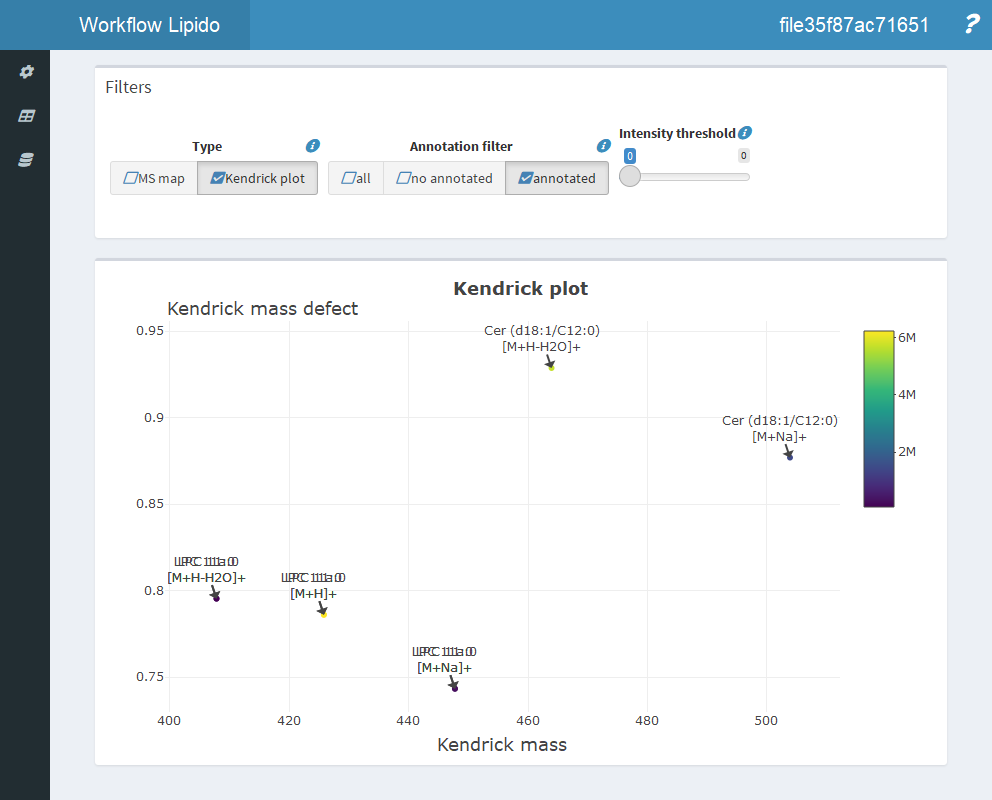 Workflow Lipido
file35f87ac71651
?
Filters
Type
Annotation filter
Intensity threshold
MS map
Kendrick plot
all
no annotated
annotated
0
0
Kendrick plot
Kendrick mass defect
0.95
0.9
0.85
0.8
0.75
Cer (d18:1/C12:0)
[M+H-H2O]+
Cer (d18:1/C12:0)
[M+Na]+
[M+H-H2O]+
[M+H]+
[M+Na]+
6M
4M
2M
400
420
440
460
480
500
Kendrick mass